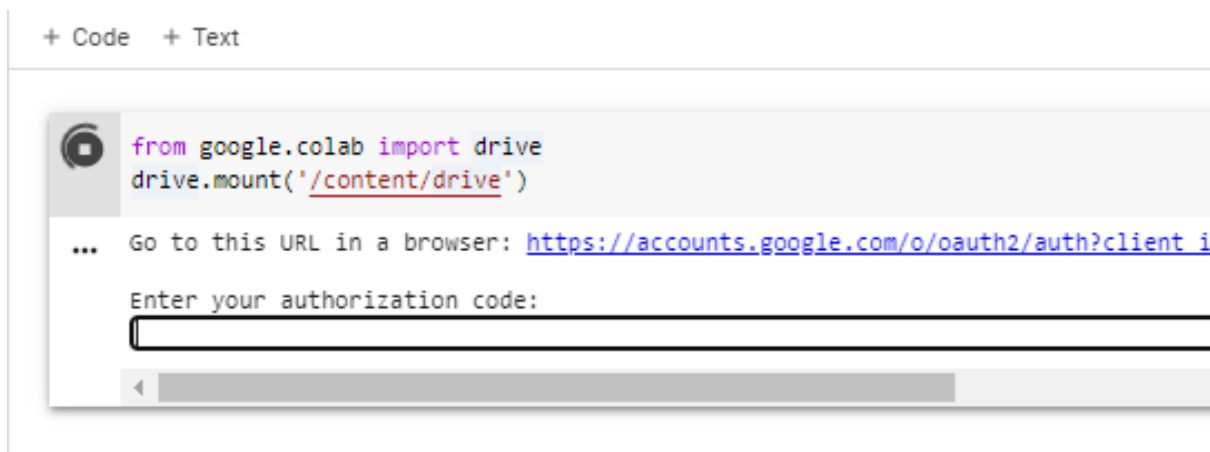 + Code + Text
from google.colab import drive
drive.mount('/content/drive')
... Go to this URL in a browser: https://accounts.google.com/o/oauth2/auth?client_i
Enter your authorization code: